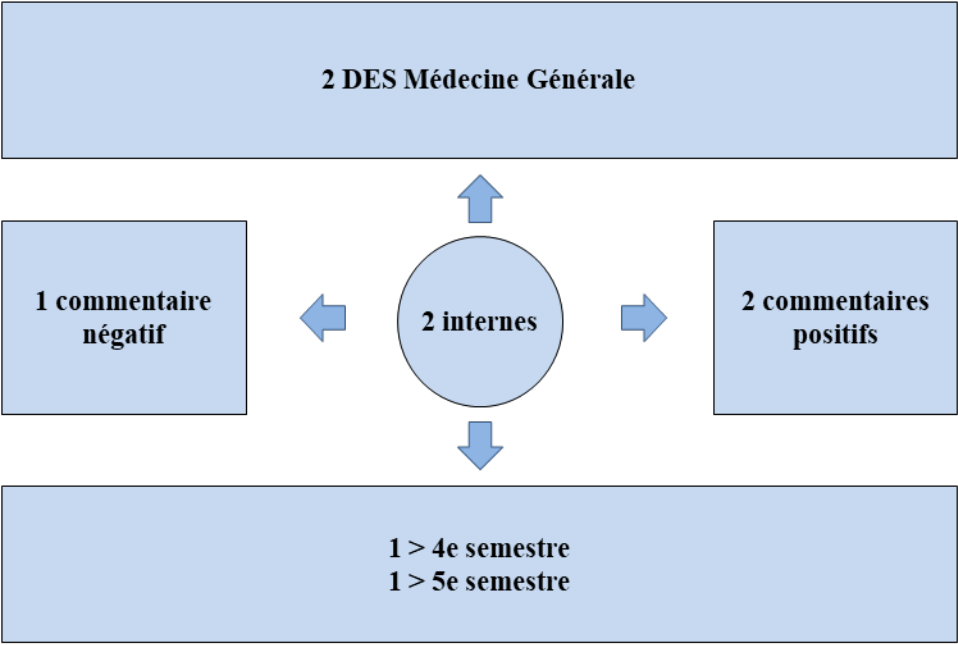 2 DES Médecine Générale
1 commentaire
négatif
2 internes
2 commentaires
positifs
1 > 4e semestre
1 > 5e semestre